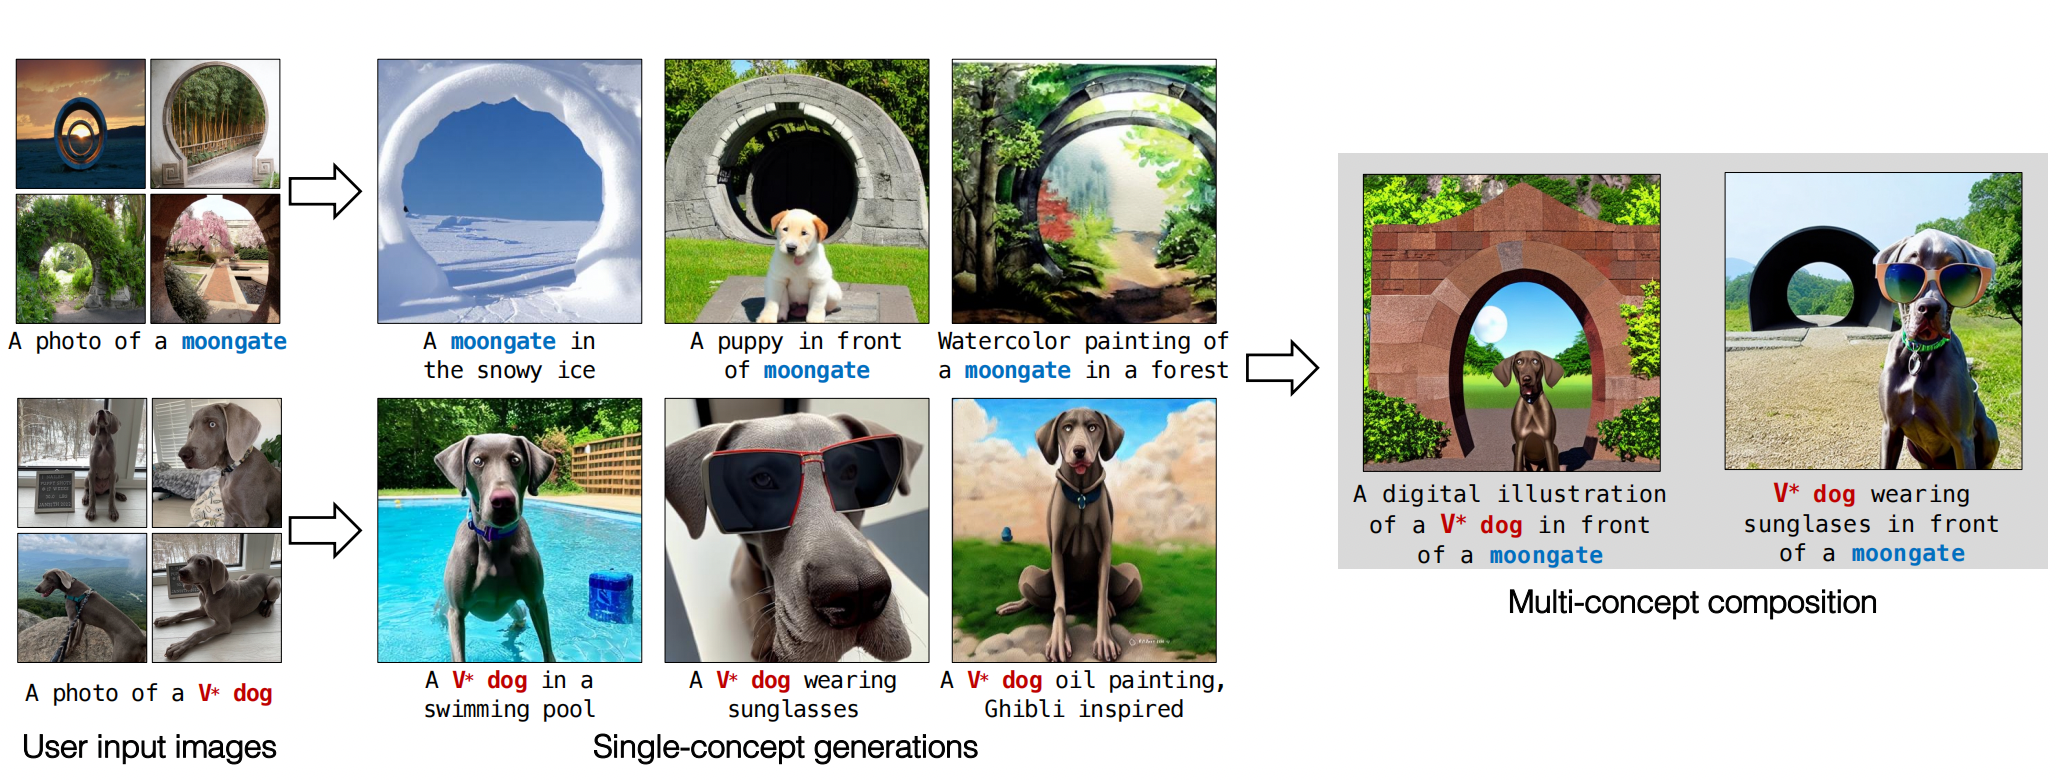 A photo of a moongate
A moongate in
the snowy ice
A puppy in front
of moongate
Watercolor painting of
a moongate in a forest
A photo of a V* dog
A V* dog in a
swimming pool
A V* dog wearing
sunglasses
A V* dog oil painting,
Ghibli inspired
A digital illustration
of a V* dog in front
of a moongate
V* dog wearing
sunglases in front
of a moongate
User input images
Single-concept generations
Multi-concept composition